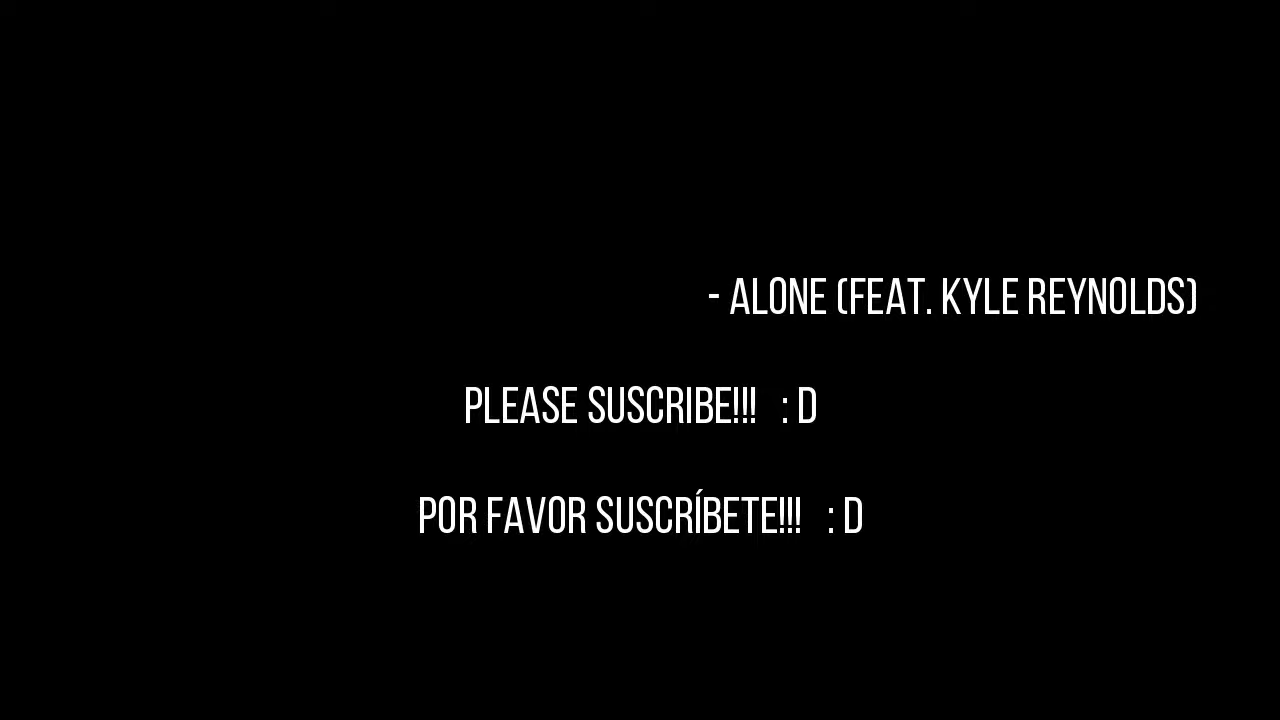 - ALONE (FEAT. KYLE REYNOLDS)
PLEASE SUSCRIBE!!! : D
POR FAVOR SUSCRÍBETE!!! : D